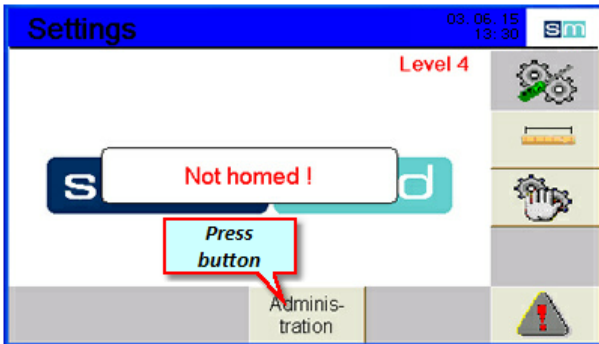 Settings
03. 06. 15
13: 30
sm
Level 4
s d
Not homed !
Press
button
Adminis-
tration
!